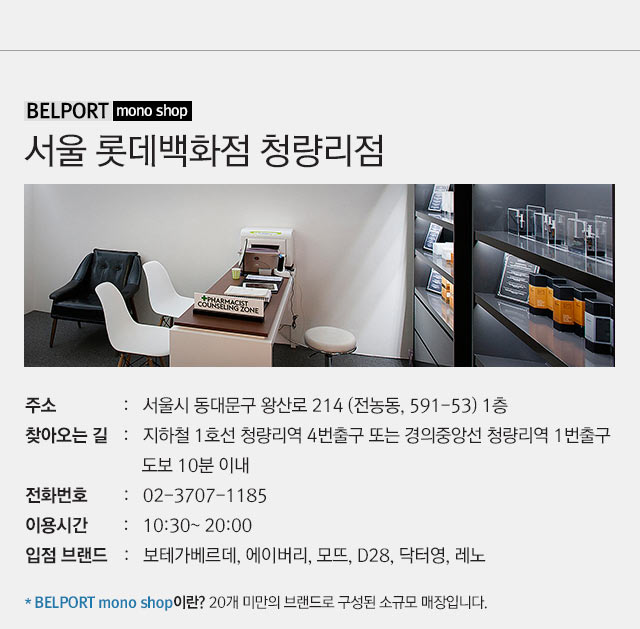 BELPORT mono shop
서울 롯데백화점 청량리점
+PHARMACIST
COUNSELING ZONE
주소 : 서울시 동대문구 왕산로 214 (전농동, 591-53) 1층
찾아오는 길 : 지하철 1호선 청량리역 4번출구 또는 경의중앙선 청량리역 1번출구
도보 10분 이내
전화번호 : 02-3707-1185
이용시간 : 10:30~ 20:00
입점 브랜드 : 보테가베르데, 에이버리, 모뜨, D28, 닥터영, 레노
* BELPORT mono shop이란? 20개 미만의 브랜드로 구성된 소규모 매장입니다.